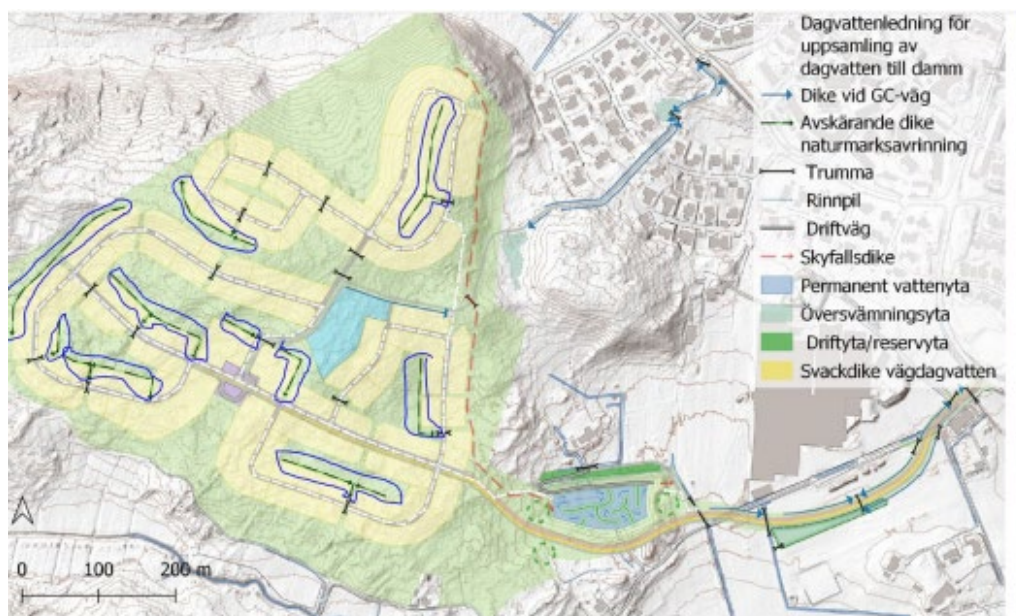 Dagvattenledning för
uppsamling av
dagvatten till damm
Dike vid GC-väg
Avskärande dike
naturmarksavrinning
Trumma
Rinnpil
Driftväg
Skyfallsdike
Permanent vattenyta
Översvämningsyta
Driftyta/reservyta
Svackdike vägdagvatten
0 100 200 m